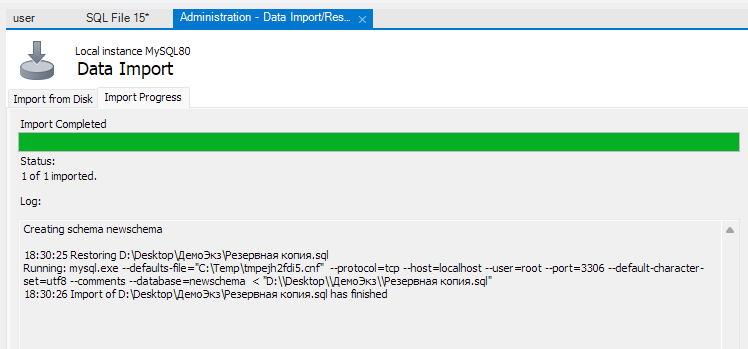 user SQL File 15* Administration - Data Import/Res...
Local instance MySQL80
Data Import
Import from Disk Import Progress
Import Completed
Status:
1 of 1 imported.
Log:
Creating schema newschema
18:30:25 Restoring D:\Desktop\ДемоЭкз\Резервная копия.sql
Running: mysql.exe --defaults-file="C:\Temp\tmpejh2fdi5.cnf" --protocol=tcp --host=localhost --user=root --port=3306 --default-character-
set=utf8 --comments --database=newschema < "D:\\Desktop\\ДемоЭкз\\Резервная копия.sql"
18:30:26 Import of D:\Desktop\ДемоЭкз\Резервная копия.sql has finished